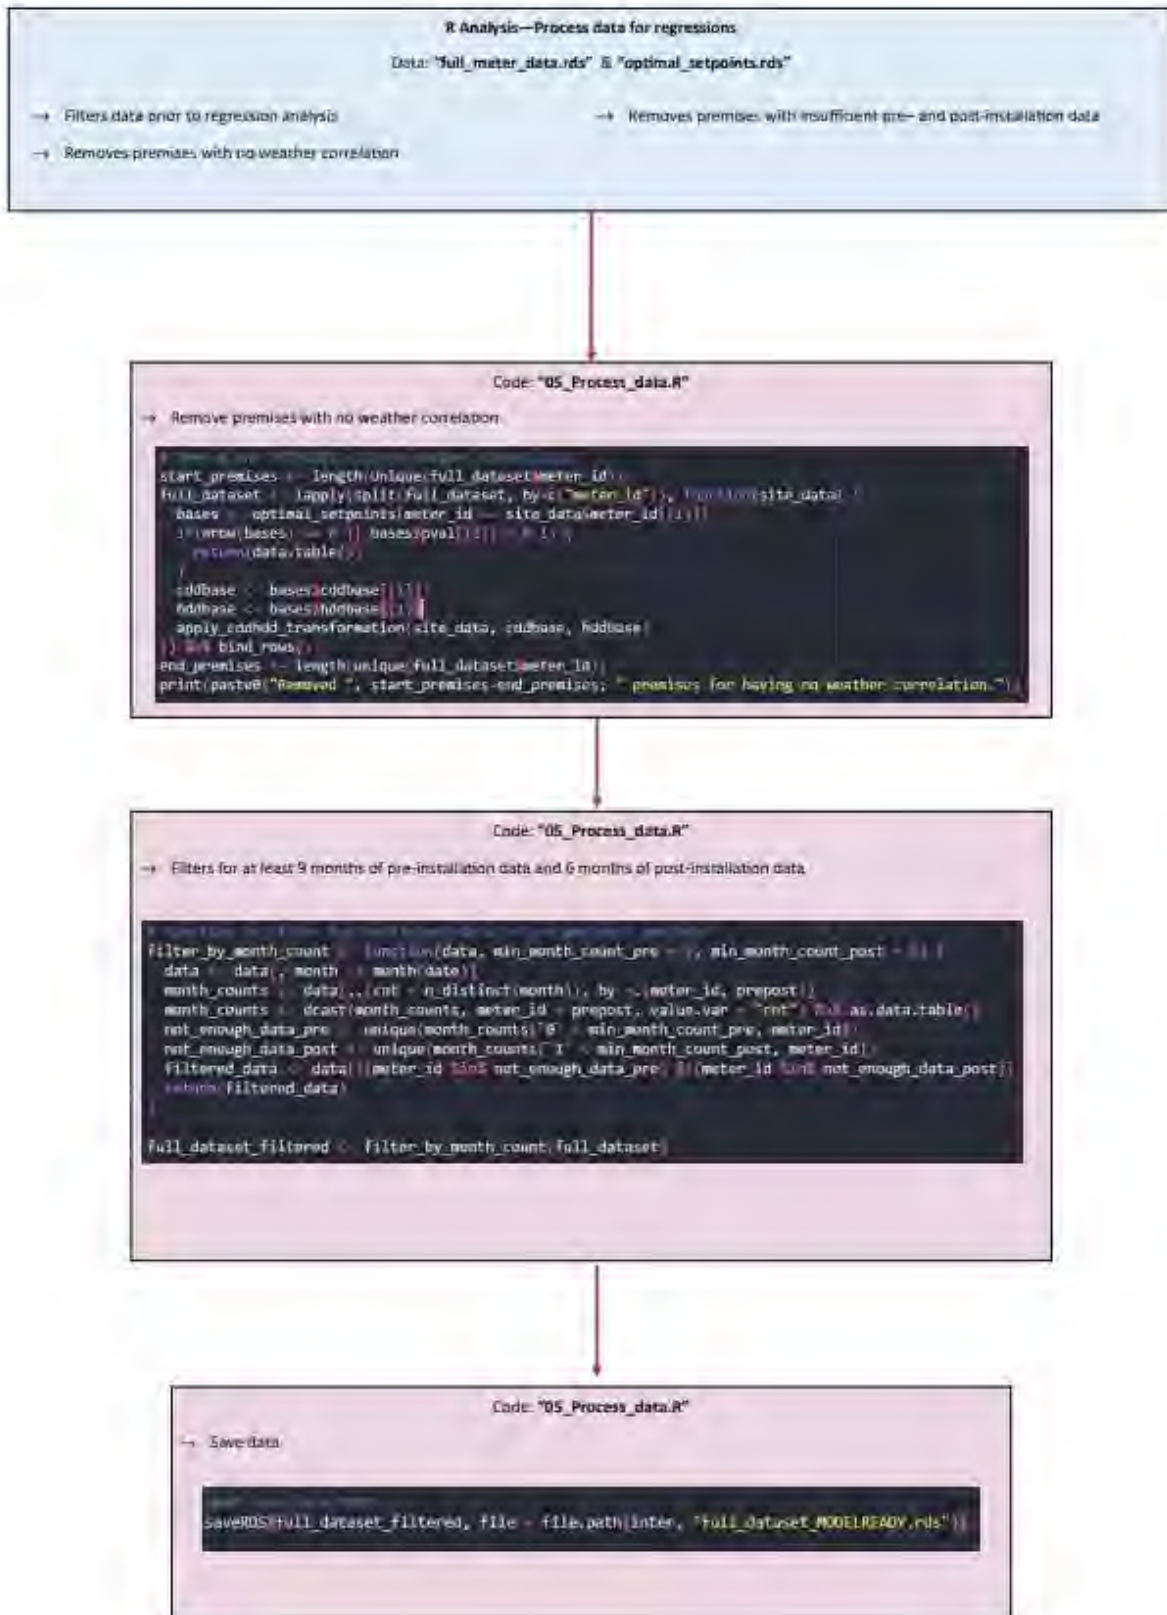 R Analysis—Process data for regressions
Data: "full_meter_data.rds" & "optimal_setpoints.rds"
→ Filters data prior to regression analysis
→ Removes premises with insufficient pre- and post-installation data
→ Removes premises with no weather correlation
Code: "05_Process_data.R"
→ Remove premises with no weather correlation
start_premises <- length(unique(full_dataset$meter_id))
full_dataset <- lapply(split(full_dataset, by=c("meter_id")), function(site_data) {
bases <- optimal_setpoints[meter_id == site_data$meter_id[[1]]]
if(nrow(bases) == 0 || bases$pval[[1]] >
return(data.table())
}
cddbase <- bases$cddbase[[1]]
hddbase <- bases$hddbase[[1]]
apply_cddhdd_transformation(site_data, cddbase, hddbase)
}) %>% bind_rows()
end_premises <- length(unique(full_dataset$meter_id))
print(paste0("Removed ", start_premises-end_premises, " premises for having no weather correlation."))
Code: "05_Process_data.R"
→ Filters for at least 9 months of pre-installation data and 6 months of post-installation data
filter_by_month_count <- function(data, min_month_count_pre = , min_month_count_post = ) {
data <- data[, month := month(date)]
month_counts <- data[,.(cnt = n_distinct(month)), by =.(meter_id, prepost)]
month_counts <- dcast(month_counts, meter_id ~ prepost, value.var = "cnt") %>% as.data.table()
not_enough_data_pre <- unique(month_counts[`0` < min_month_count_pre, meter_id])
not_enough_data_post <- unique(month_counts[`1` < min_month_count_post, meter_id])
filtered_data <- data[!(meter_id %in% not_enough_data_pre) & !(meter_id %in% not_enough_data_post)]
return(filtered_data)
}
full_dataset_filtered <- filter_by_month_count(full_dataset)
Code: "05_Process_data.R"
→ Save data
saveRDS(full_dataset_filtered, file = file.path(inter, "full_dataset_MODELREADY.rds"))